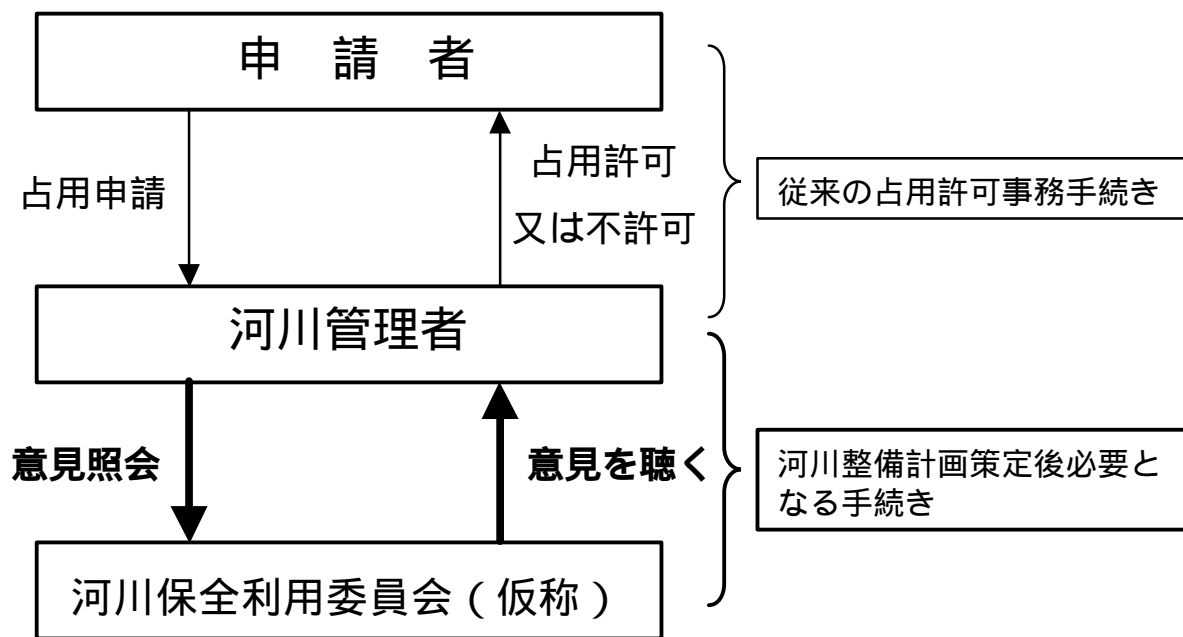 申　請　者
占用申請
占用許可
又は不許可
従来の占用許可事務手続き
河川管理者
意見照会
意見を聴く
河川整備計画策定後必要と
なる手続き
河川保全利用委員会（仮称）